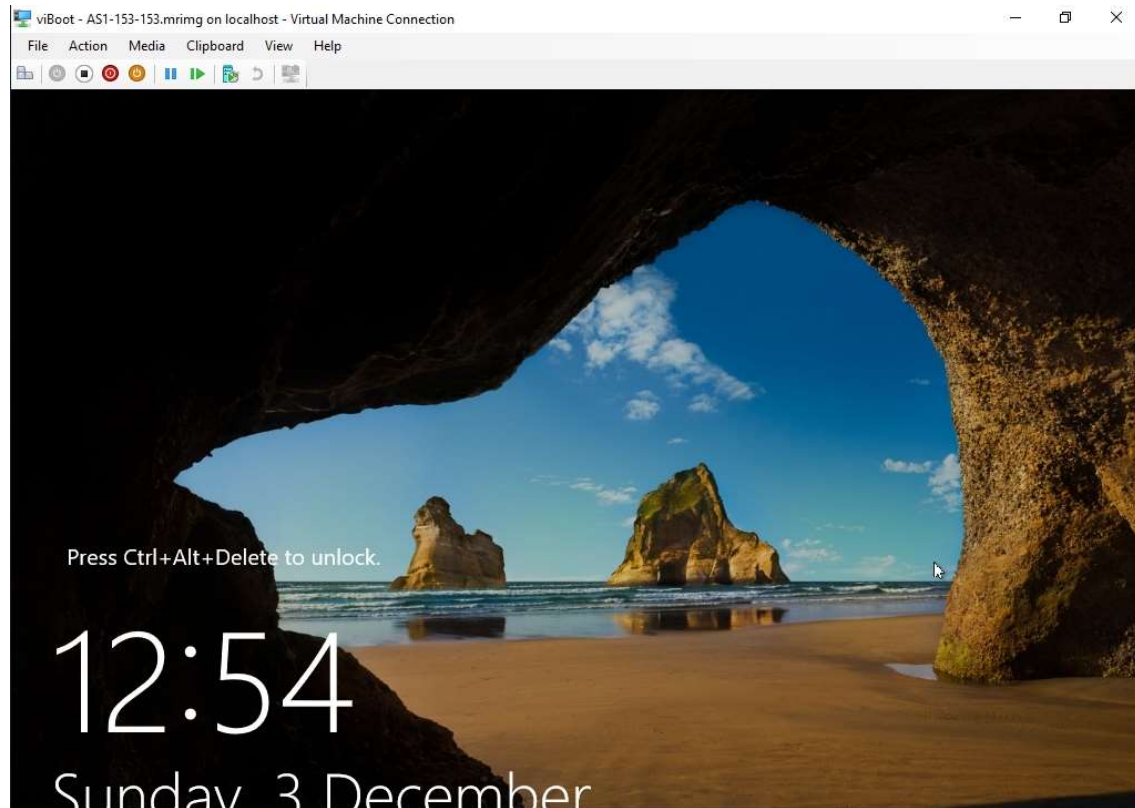 viBoot - AS1-153-153.mrimg on localhost - Virtual Machine Connection
File Action Media Clipboard View Help
Press Ctrl+Alt+Delete to unlock.
12:54
Sunday, 3 December